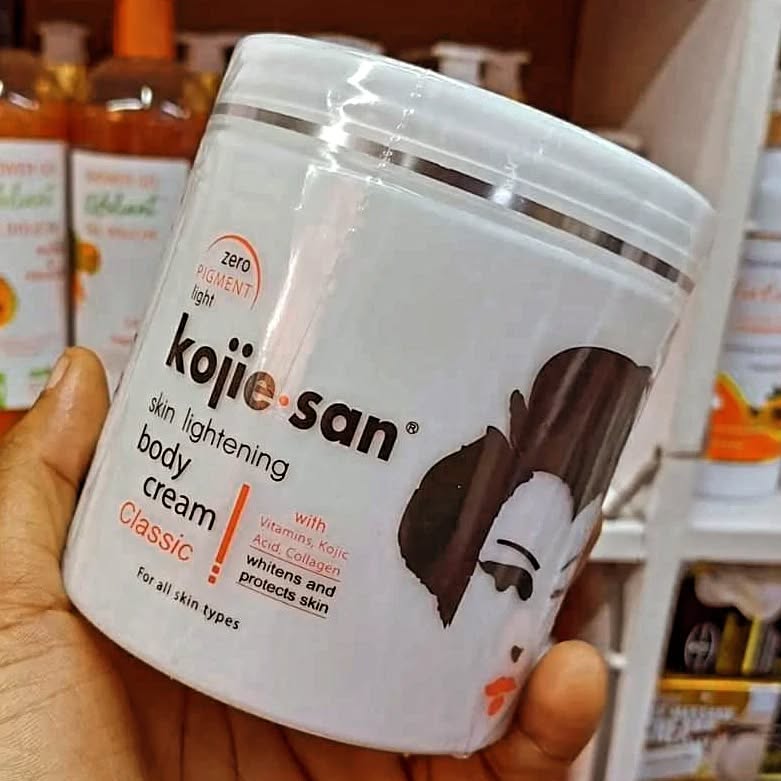 zero
PIGMENT
light
kojie·san®
skin lightening
body
cream
Classic
!
with
Vitamins, Kojic
Acid, Collagen
whitens and
protects skin
For all skin types